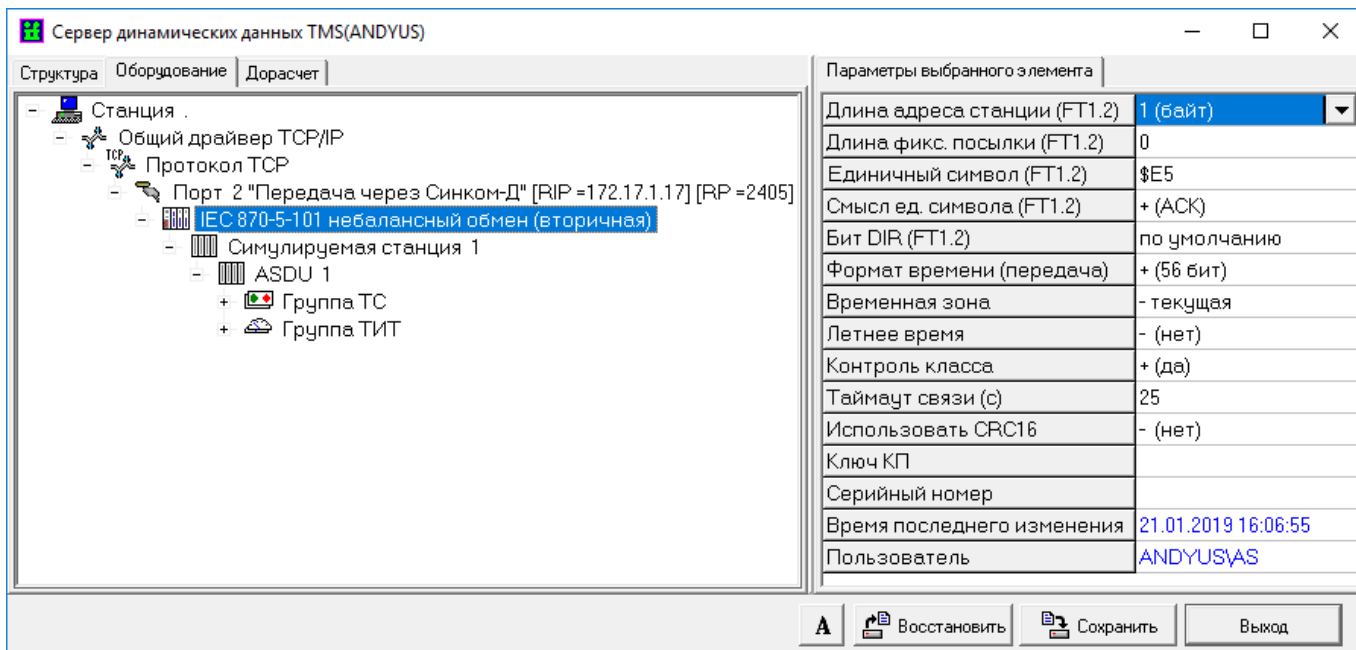 Сервер динамических данных TMS(ANDYUS)
Структура Оборудование Дорасчет
Станция .
Общий драйвер TCP/IP
TCP Протокол TCP
Порт 2 "Передача через Синком-Д" [RIP =172.17.1.17] [RP =2405]
IEC 870-5-101 небалансный обмен (вторичная)
Симулируемая станция 1
ASDU 1
Группа ТС
Группа ТИТ
Параметры выбранного элемента
Длина адреса станции (FT1.2) 1 (байт)
Длина фикс. посылки (FT1.2) 0
Единичный символ (FT1.2) $E5
Смысл ед. символа (FT1.2) + (ACK)
Бит DIR (FT1.2) по умолчанию
Формат времени (передача) + (56 бит)
Временная зона - текущая
Летнее время - (нет)
Контроль класса + (да)
Таймаут связи (с) 25
Использовать CRC16 - (нет)
Ключ КП
Серийный номер
Время последнего изменения 21.01.2019 16:06:55
Пользователь ANDYUS\AS
A Восстановить Сохранить Выход